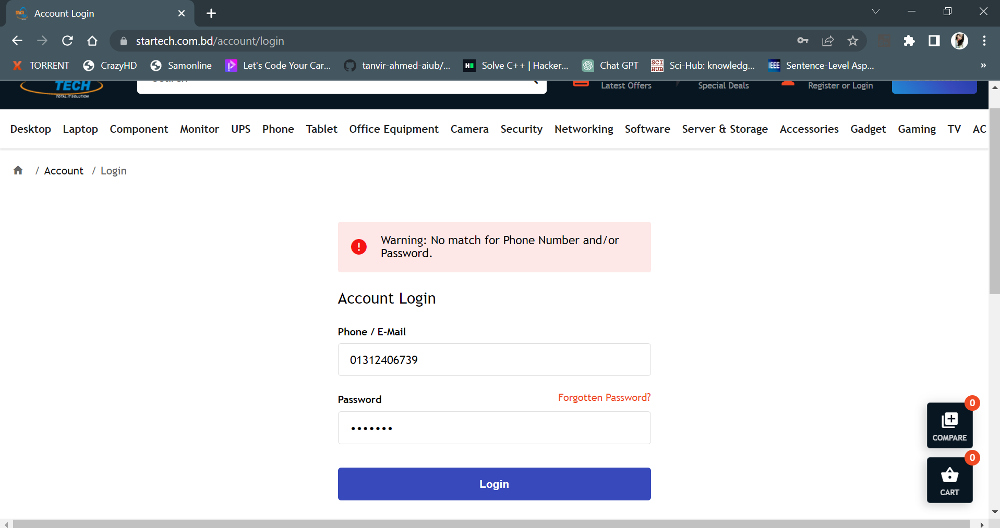 Account Login
startech.com.bd/account/login
TORRENT CrazyHD Samonline Let's Code Your Car... tanvir-ahmed-aiub/... Solve C++ | Hacker... Chat GPT Sci-Hub: knowledg... Sentence-Level Asp... »
TECH
TOTAL IT SOLUTION
Latest Offers Special Deals Register or Login
Desktop Laptop Component Monitor UPS Phone Tablet Office Equipment Camera Security Networking Software Server & Storage Accessories Gadget Gaming TV AC
/ Account / Login
Warning: No match for Phone Number and/or
Password.
Account Login
Phone / E-Mail
01312406739
Password Forgotten Password?
•••••••
Login
0
COMPARE
0
CART